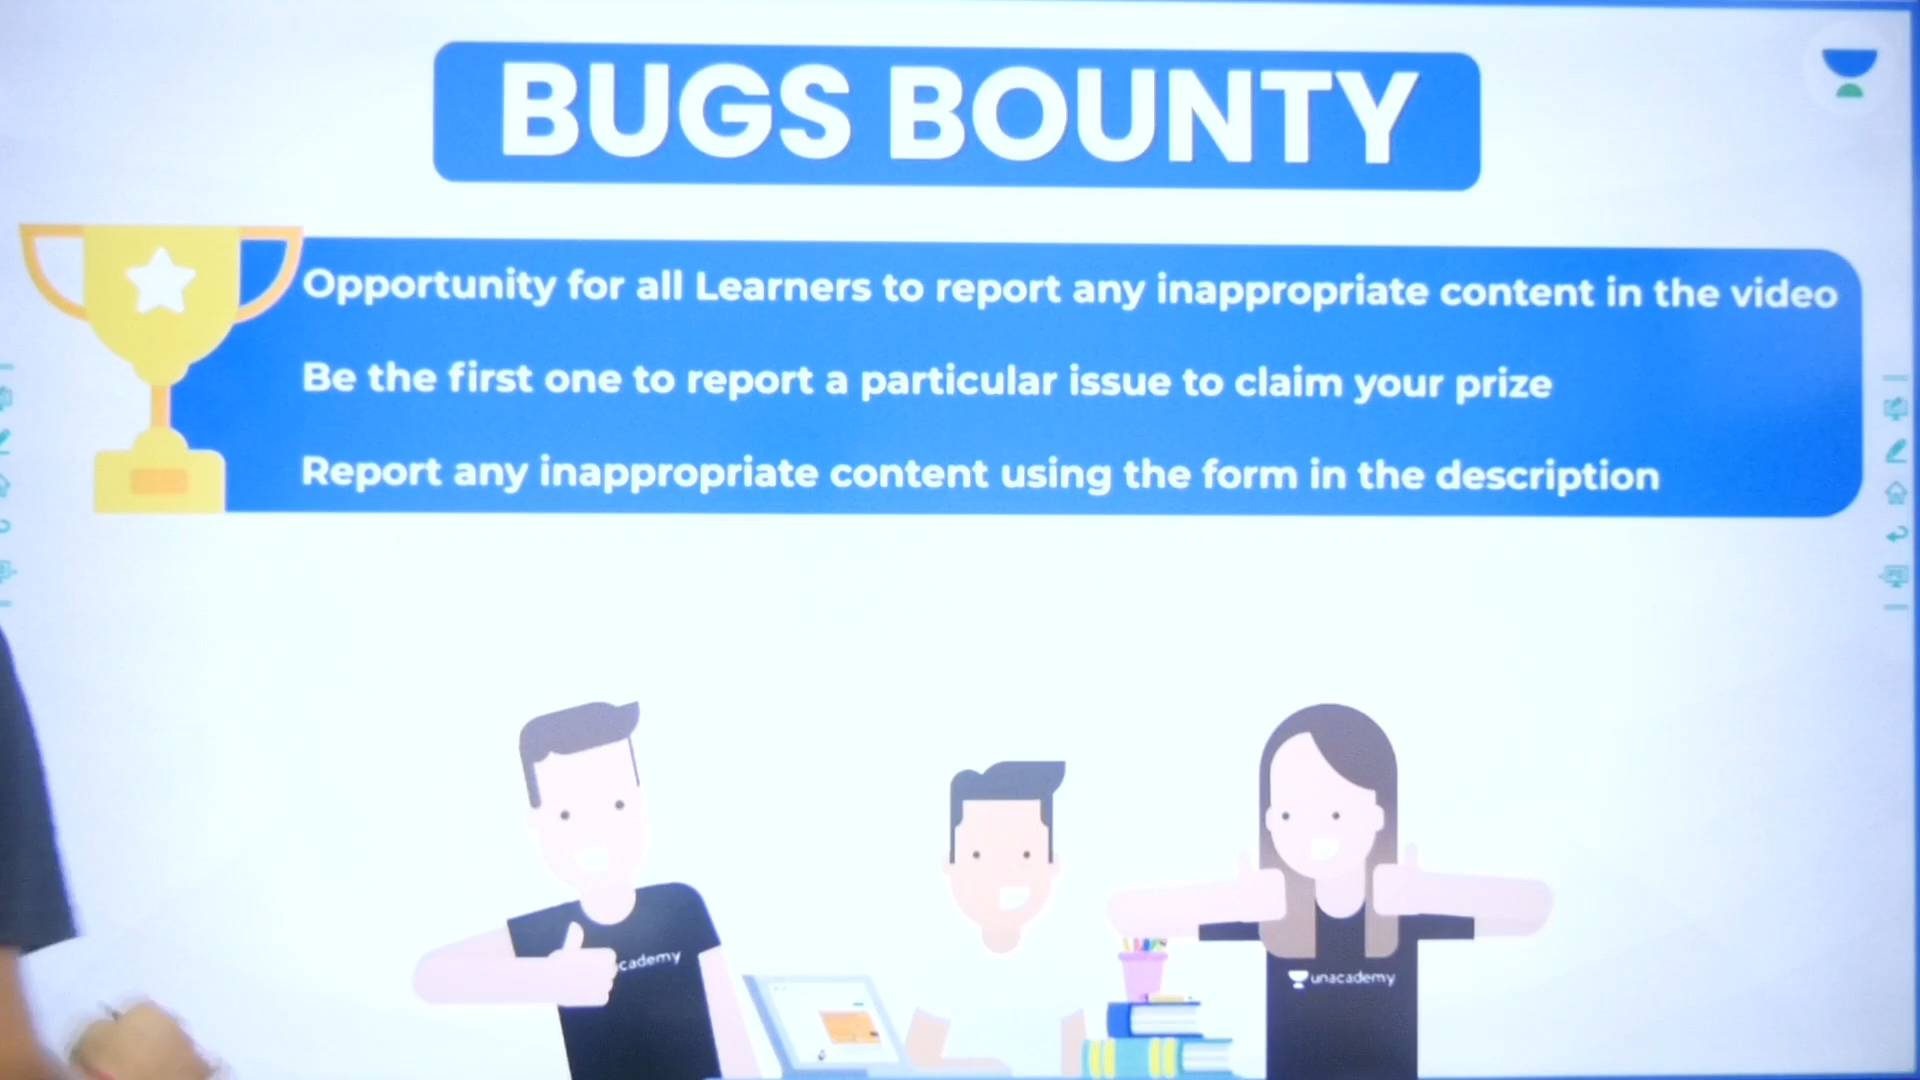 BUGS BOUNTY
Opportunity for all Learners to report any inappropriate content in the video
Be the first one to report a particular issue to claim your prize
Report any inappropriate content using the form in the description
cademy
unacademy